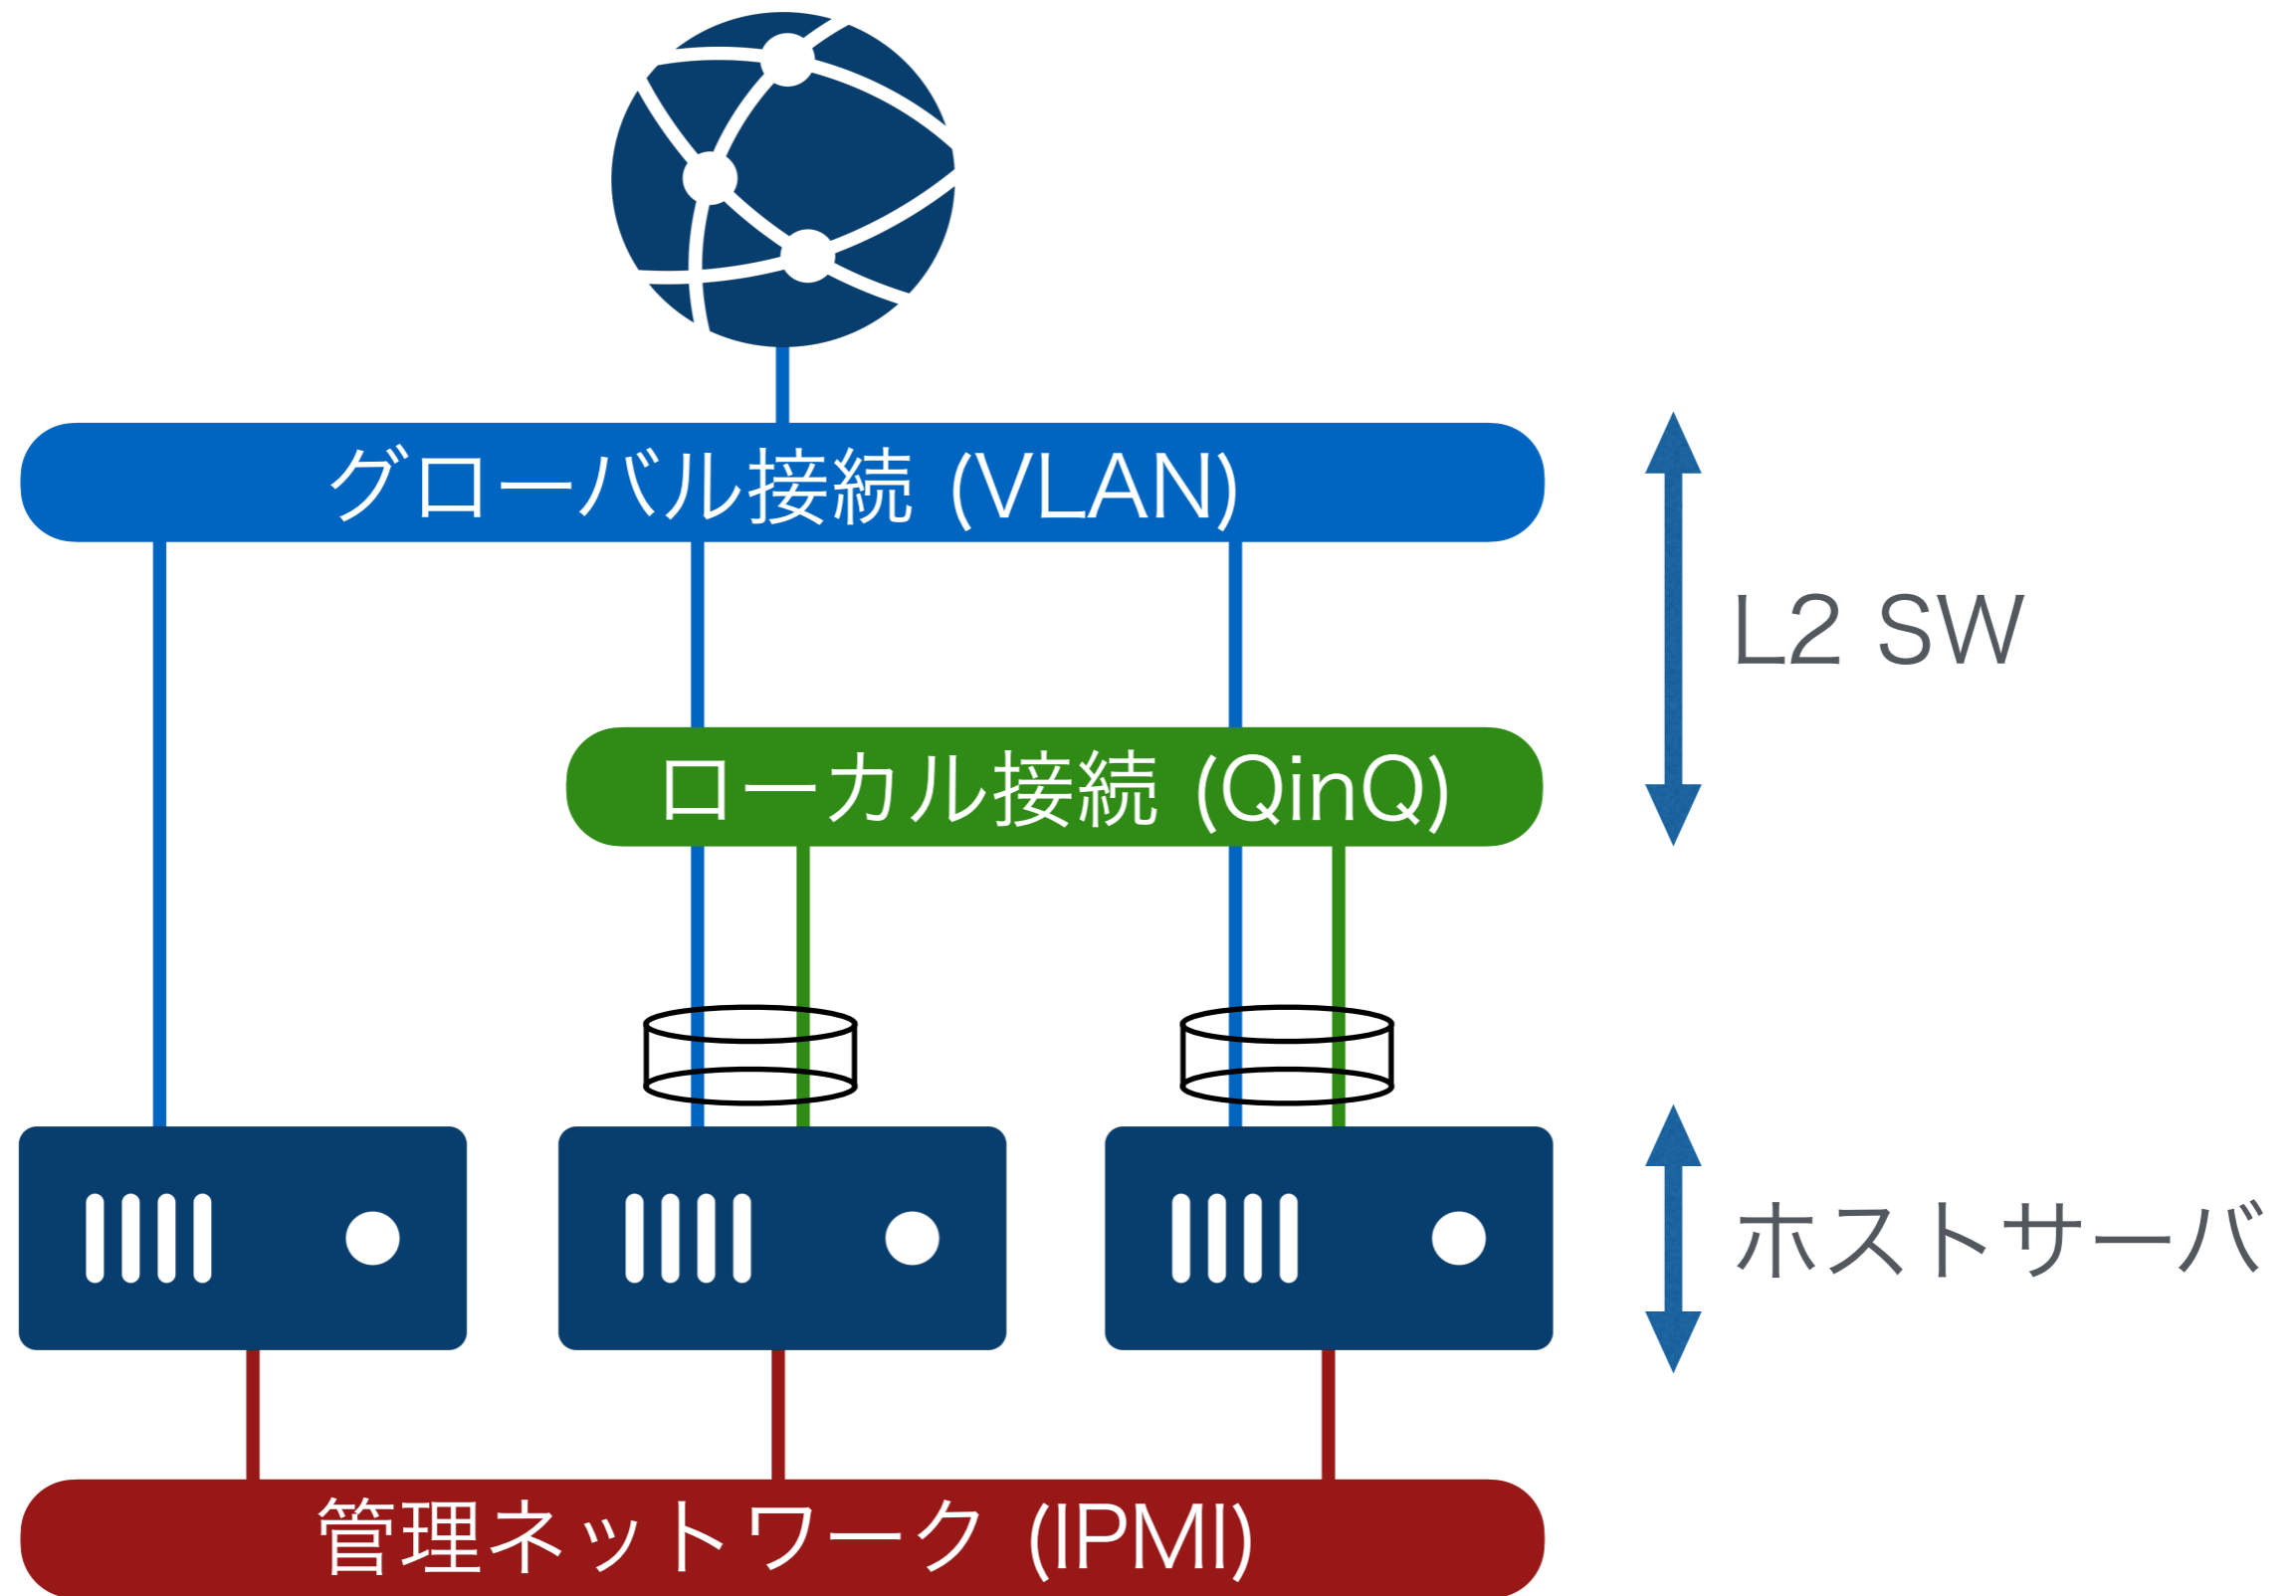 グローバル接続 (VLAN)
L2 SW
ローカル接続 (QinQ)
ホストサーバ
管理ネットワーク (IPMI)